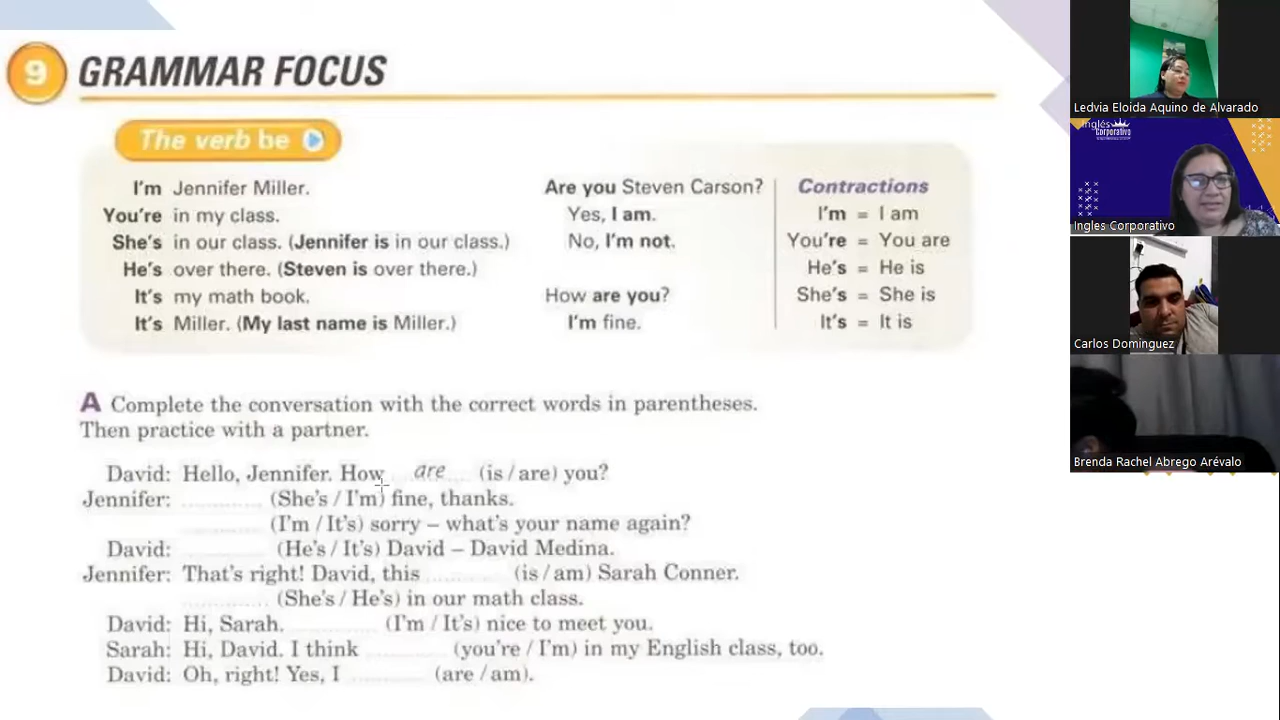 9 GRAMMAR FOCUS
The verb be
I'm Jennifer Miller.
You're in my class.
She's in our class. (Jennifer is in our class.)
He's over there. (Steven is over there.)
It's my math book.
It's Miller. (My last name is Miller.)
Are you Steven Carson?
Yes, I am.
No, I'm not.
How are you?
I'm fine.
Contractions
I'm = I am
You're = You are
He's = He is
She's = She is
It's = It is
A Complete the conversation with the correct words in parentheses.
Then practice with a partner.
David: Hello, Jennifer. How are (is / are) you?
Jennifer: ............ (She's / I'm) fine, thanks.
............ (I'm / It's) sorry – what's your name again?
David: ............ (He's / It's) David – David Medina.
Jennifer: That's right! David, this ............ (is / am) Sarah Conner.
............ (She's / He's) in our math class.
David: Hi, Sarah. ............ (I'm / It's) nice to meet you.
Sarah: Hi, David. I think ............ (you're / I'm) in my English class, too.
David: Oh, right! Yes, I ............ (are / am).
Ledvia Eloida Aquino de Alvarado
Inglés
Corporativo
Ingles Corporativo
Carlos Dominguez
Brenda Rachel Abrego Arévalo